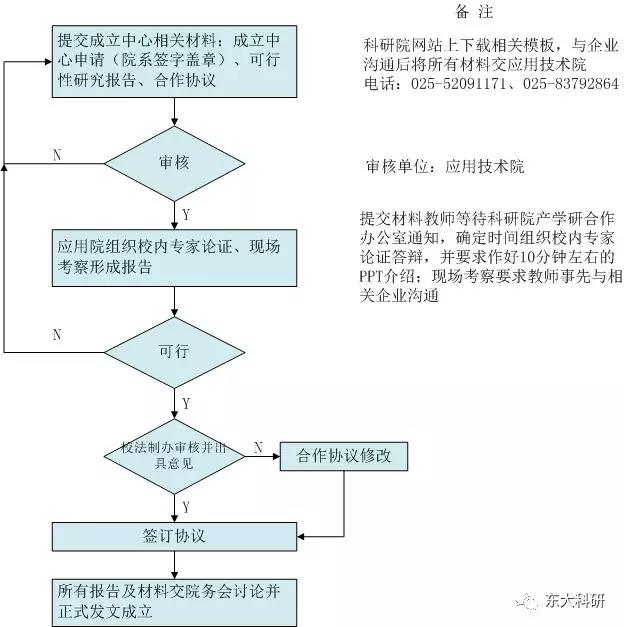 备 注
提交成立中心相关材料：成立中
心申请（院系签字盖章）、可行
性研究报告、合作协议
科研院网站上下载相关模板，与企业
沟通后将所有材料交应用技术院
电话：025-52091171、025-83792864
N
审核
审核单位：应用技术院
Y
应用院组织校内专家论证、现场
考察形成报告
提交材料教师等待科研院产学研合作
办公室通知，确定时间组织校内专家
论证答辩，并要求作好10分钟左右的
PPT介绍；现场考察要求教师事先与相
关企业沟通
N
可行
Y
校法制办审核并出
具意见
N
合作协议修改
Y
签订协议
所有报告及材料交院务会讨论并
正式发文成立
东大科研